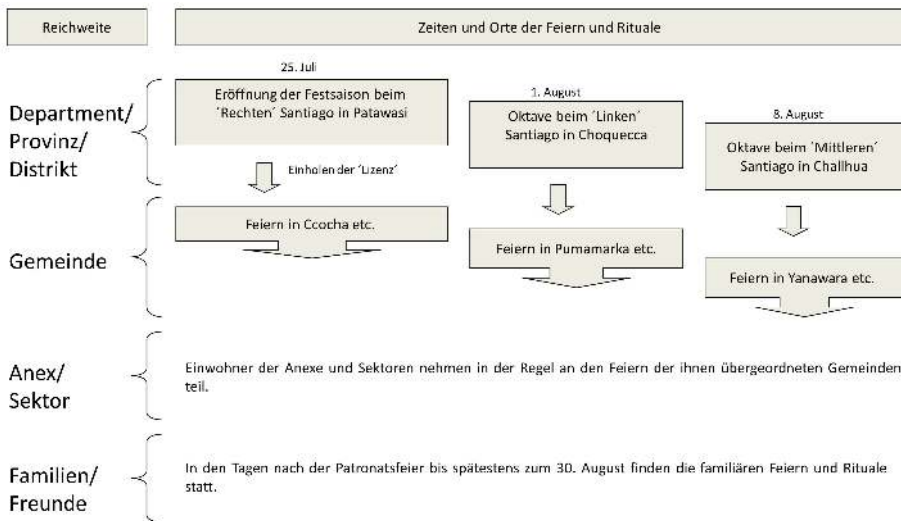 Reichweite
Zeiten und Orte der Feiern und Rituale
Department/
Provinz/
Distrikt
25. Juli
Eröffnung der Festsaison beim
´Rechten´ Santiago in Patawasi
Einholen der ´Lizenz´
1. August
Oktave beim ´Linken´
Santiago in Choquecca
8. August
Oktave beim ´Mittleren´
Santiago in Challhua
Gemeinde
Feiern in Ccocha etc.
Feiern in Pumamarka etc.
Feiern in Yanawara etc.
Anex/
Sektor
Einwohner der Anexe und Sektoren nehmen in der Regel an den Feiern der ihnen übergeordneten Gemeinden
teil.
Familien/
Freunde
In den Tagen nach der Patronatsfeier bis spätestens zum 30. August finden die familiären Feiern und Rituale
statt.